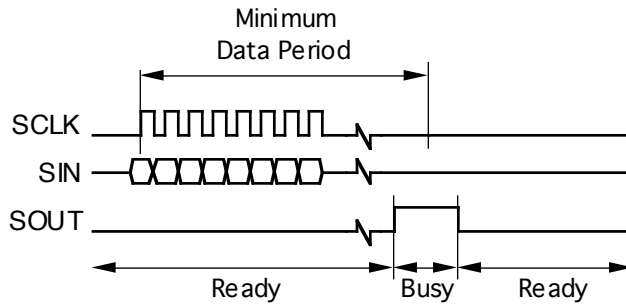 Minimum
Data Period
SCLK
SIN
SOUT
Ready Busy Ready